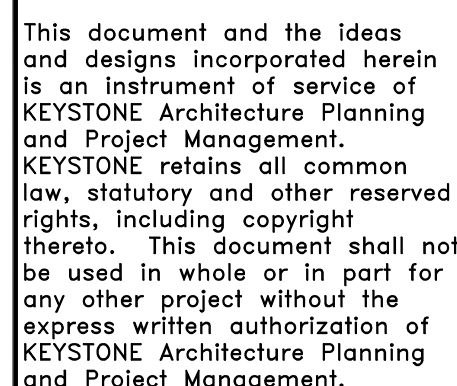 This document and the ideas
and designs incorporated herein
is an instrument of service of
KEYSTONE Architecture Planning
and Project Management.
KEYSTONE retains all common
law, statutory and other reserved
rights, including copyright
thereto. This document shall not
be used in whole or in part for
any other project without the
express written authorization of
KEYSTONE Architecture Planning
and Project Management.